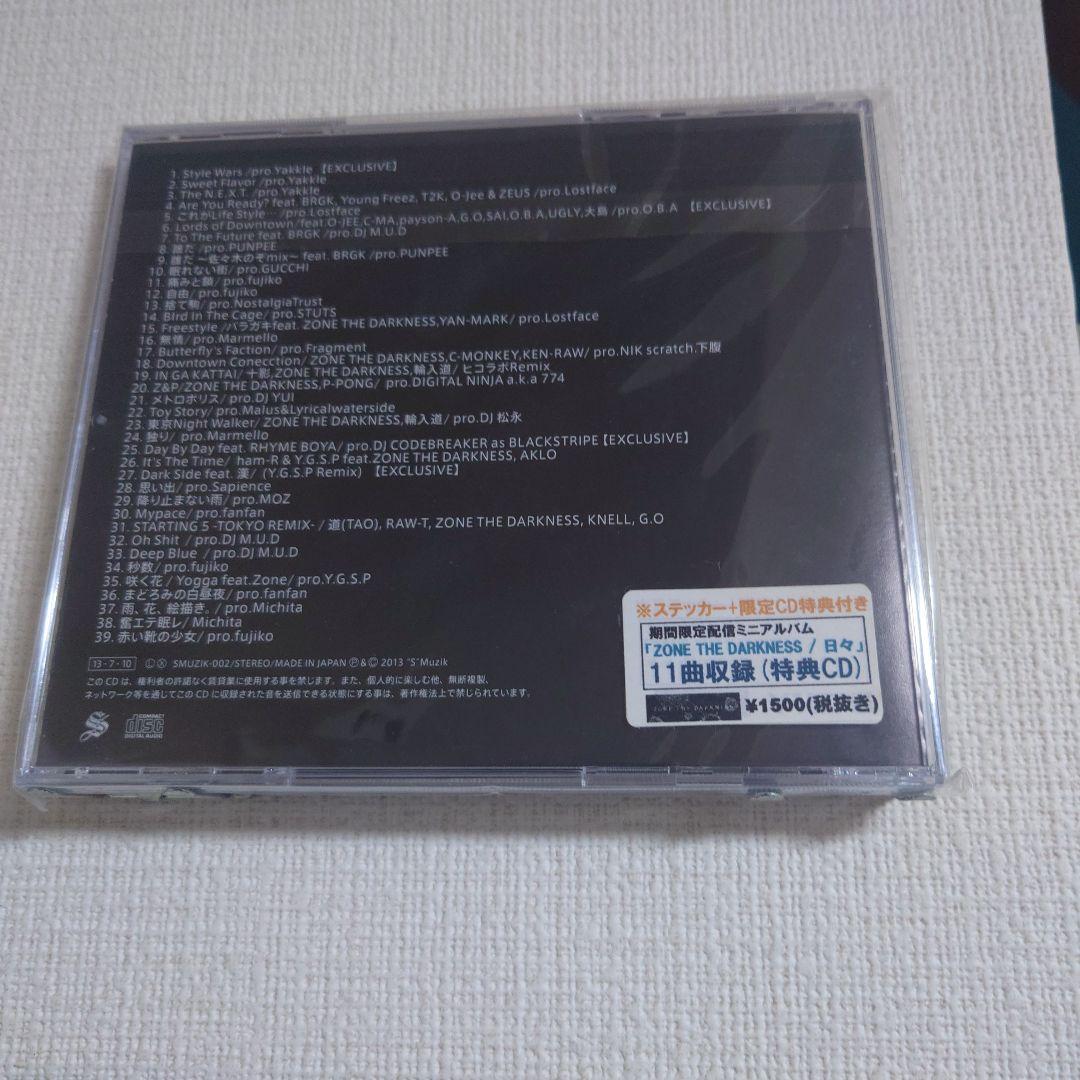 1. Style Wars /pro.Yakkle 【EXCLUSIVE】
2. Sweet Flavor /pro.Yakkle
3. The N.E.X.T. /pro.Yakkle
4. Are You Ready? feat. BRGK, Young Freez, T2K, O-Jee & ZEUS /pro.Lostface
5. これがLife Style… /pro.Lostface
6. Lords of Downtown/feat.O-JEE,C-MA,payson-A,G.O,SAI,O.B.A,UGLY,大島 /pro.O.B.A 【EXCLUSIVE】
7. To The Future feat. BRGK /pro.DJ M.U.D
8. 誰だ /pro.PUNPEE
9. 誰だ ～佐々木のぞmix～ feat. BRGK /pro.PUNPEE
10. 眠れない街/ pro.GUCCHI
11. 痛みと鎖/ pro.fujiko
12. 自由/ pro.fujiko
13. 捨て駒/ pro.NostalgiaTrust
14. Bird In The Cage/ pro.STUTS
15. Freestyle /バラガキfeat. ZONE THE DARKNESS,YAN-MARK/ pro.Lostface
16. 無情/ pro.Marmello
17. Butterfly's Faction/ pro.Fragment
18. Downtown Conecction/ ZONE THE DARKNESS,C-MONKEY,KEN-RAW/ pro.NIK scratch.下腹
19. IN GA KATTAI/ 十影,ZONE THE DARKNESS,輪入道/ ヒコラボRemix
20. Z&P/ZONE THE DARKNESS,P-PONG/ pro.DIGITAL NINJA a.k.a 774
21. メトロポリス/ pro.DJ YUI
22. Toy Story/ pro.Malus&Lyricalwaterside
23. 東京Night Walker/ ZONE THE DARKNESS,輪入道/ pro.DJ 松永
24. 独り/ pro.Marmello
25. Day By Day feat. RHYME BOYA/ pro.DJ CODEBREAKER as BLACKSTRIPE【EXCLUSIVE】
26. It's The Time/ ham-R & Y.G.S.P feat.ZONE THE DARKNESS, AKLO
27. Dark Side feat. 漢/ (Y.G.S.P Remix) 【EXCLUSIVE】
28. 思い出/ pro.Sapience
29. 降り止まない雨/ pro.MOZ
30. Mypace/ pro.fanfan
31. STARTING 5 -TOKYO REMIX- / 道(TAO), RAW-T, ZONE THE DARKNESS, KNELL, G.O
32. Oh Shit / pro.DJ M.U.D
33. Deep Blue / pro.DJ M.U.D
34. 秒数/ pro.fujiko
35. 咲く花/ Yogga feat.Zone/ pro.Y.G.S.P
36. まどろみの白昼夜/ pro.fanfan
37. 雨、花、絵描き。/ pro.Michita
38. 奮エテ眠レ/ Michita
39. 赤い靴の少女/ pro.fujiko
13・7・10 Ⓛ Ⓧ SMUZIK-002/STEREO/MADE IN JAPAN Ⓟ&Ⓒ 2013 "S"Muzik
このCDは、権利者の許諾なく賃貸業に使用する事を禁じます。また、個人的に楽しむ他、無断複製、
ネットワーク等を通じてこのCDに収録された音を送信できる状態にする事は、著作権法上で禁じられています。
COMPACT
disc
DIGITAL AUDIO
※ステッカー+限定CD特典付き
期間限定配信ミニアルバム
「ZONE THE DARKNESS / 日々」
11曲収録(特典CD)
¥1500(税抜き)